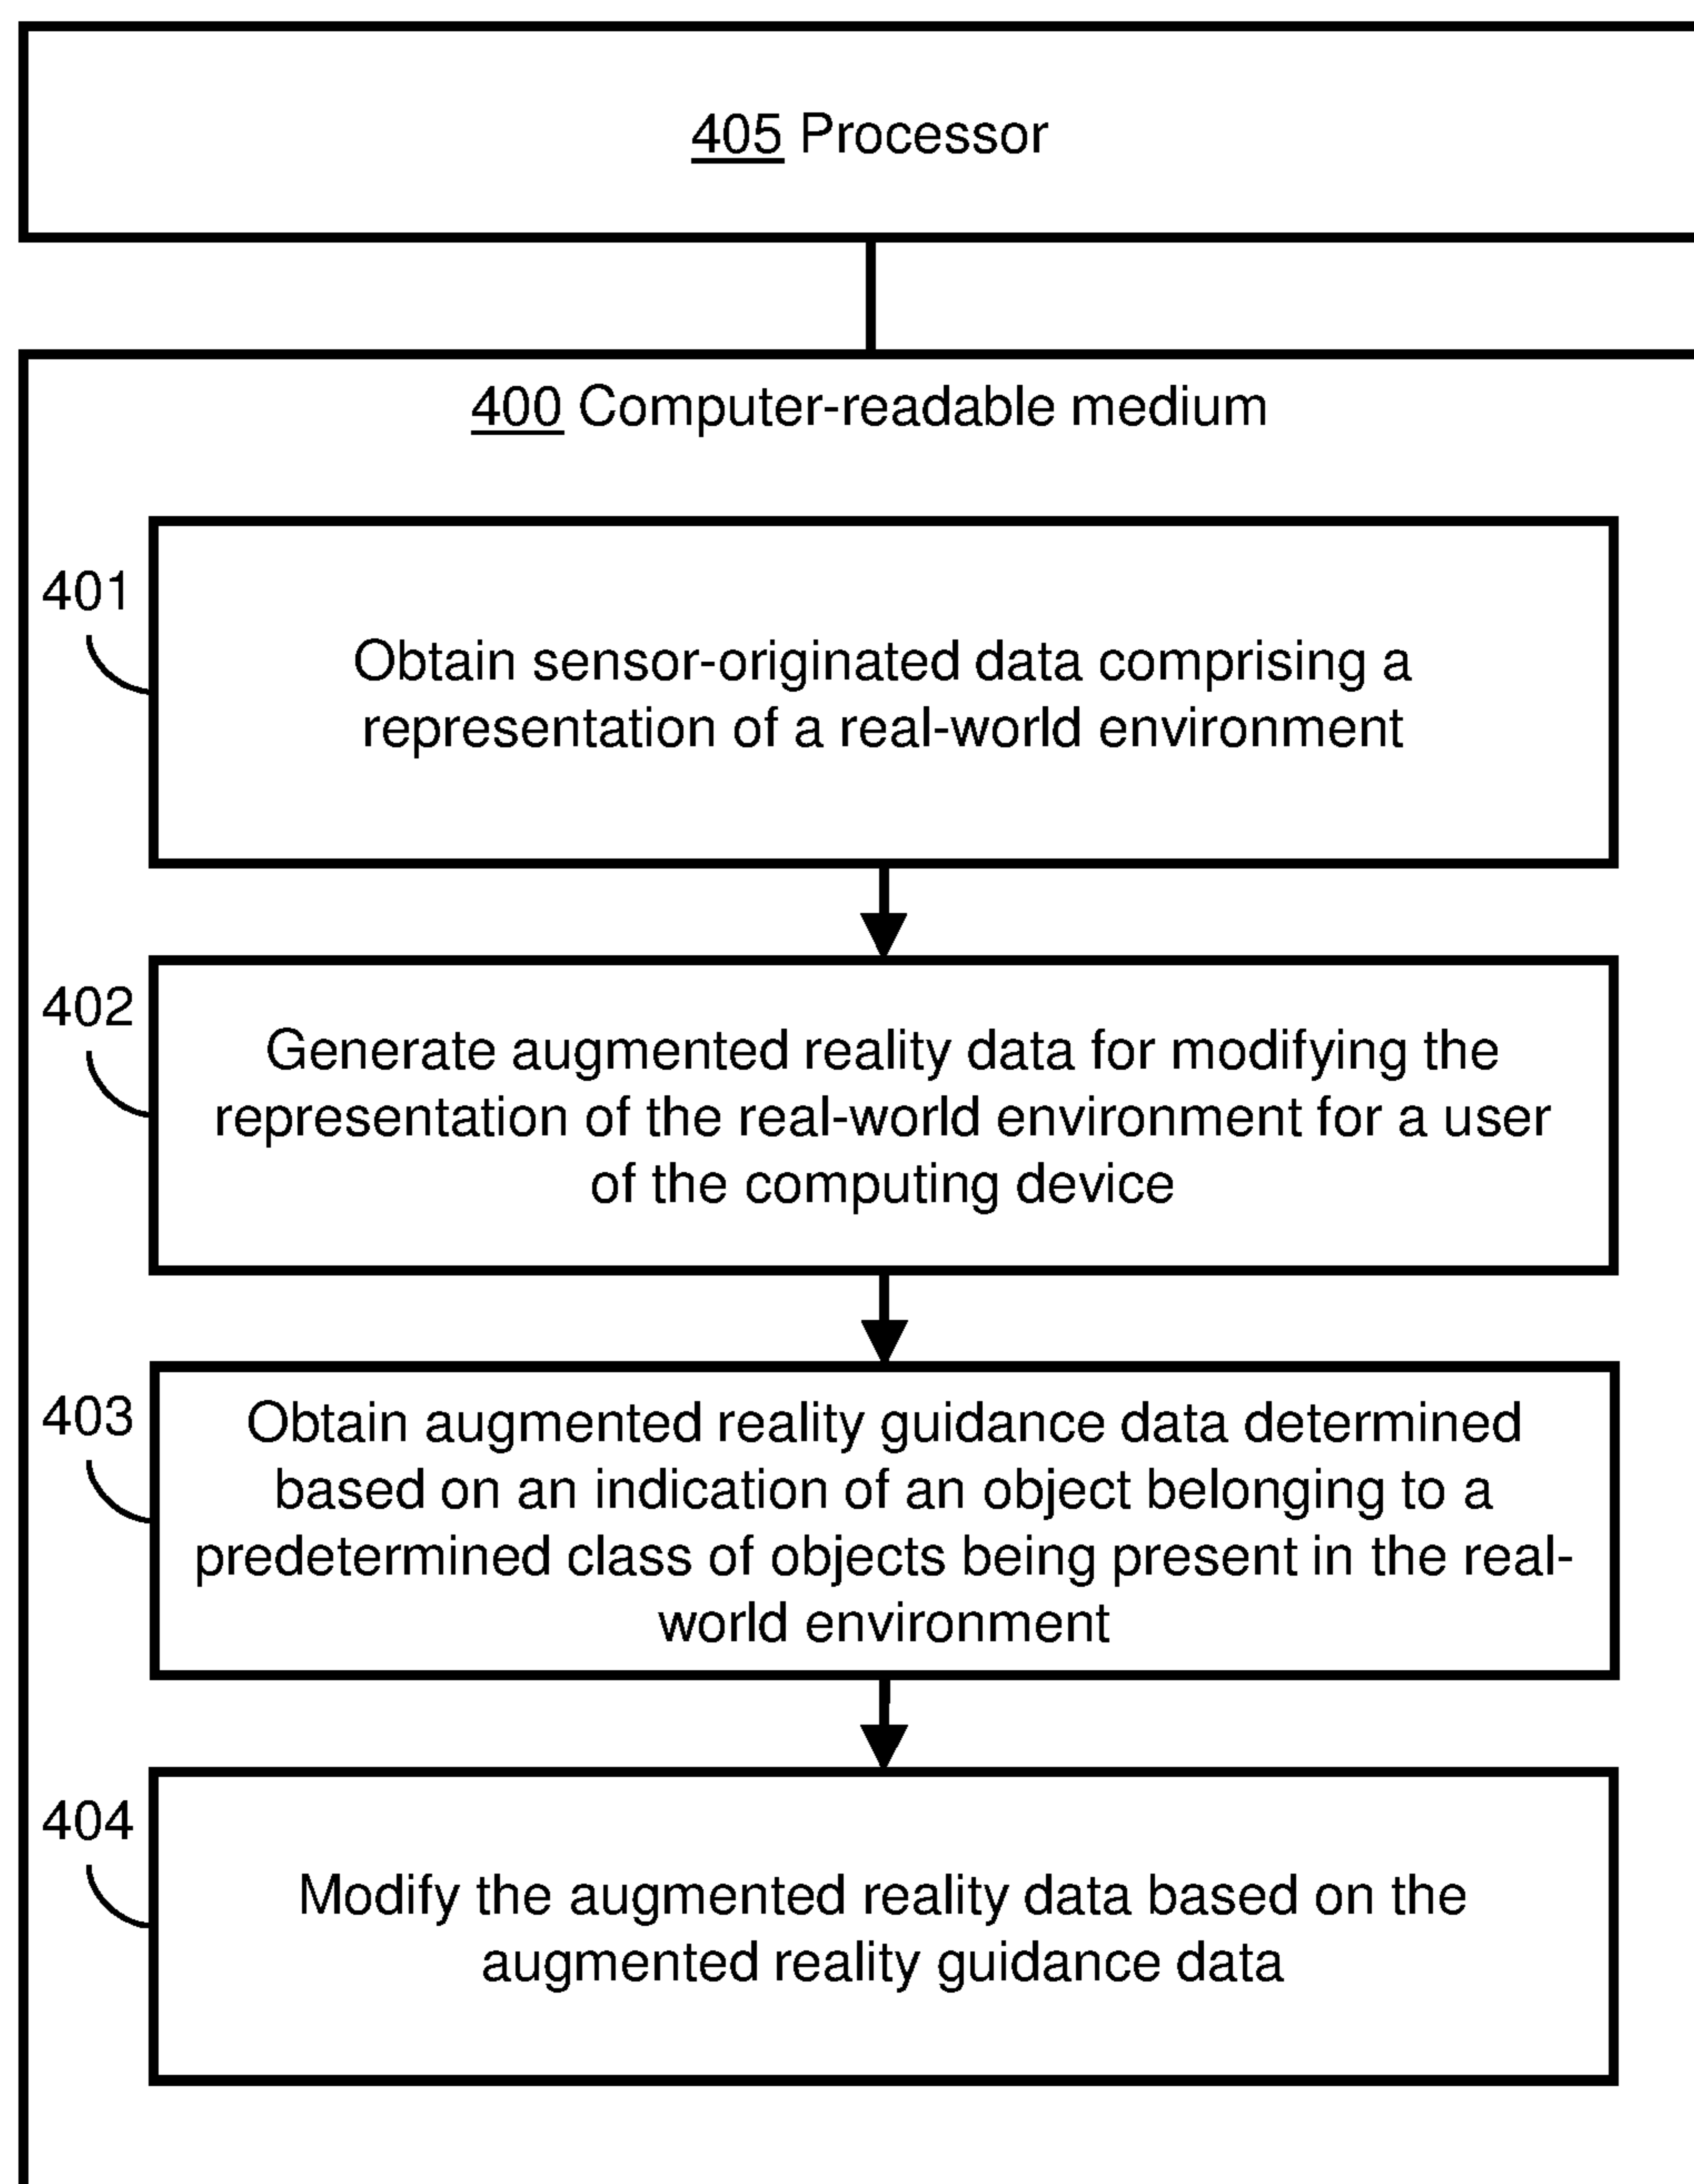 405 Processor
400 Computer-readable medium
401
Obtain sensor-originated data comprising a
representation of a real-world environment
402
Generate augmented reality data for modifying the
representation of the real-world environment for a user
of the computing device
403
Obtain augmented reality guidance data determined
based on an indication of an object belonging to a
predetermined class of objects being present in the real-
world environment
404
Modify the augmented reality data based on the
augmented reality guidance data